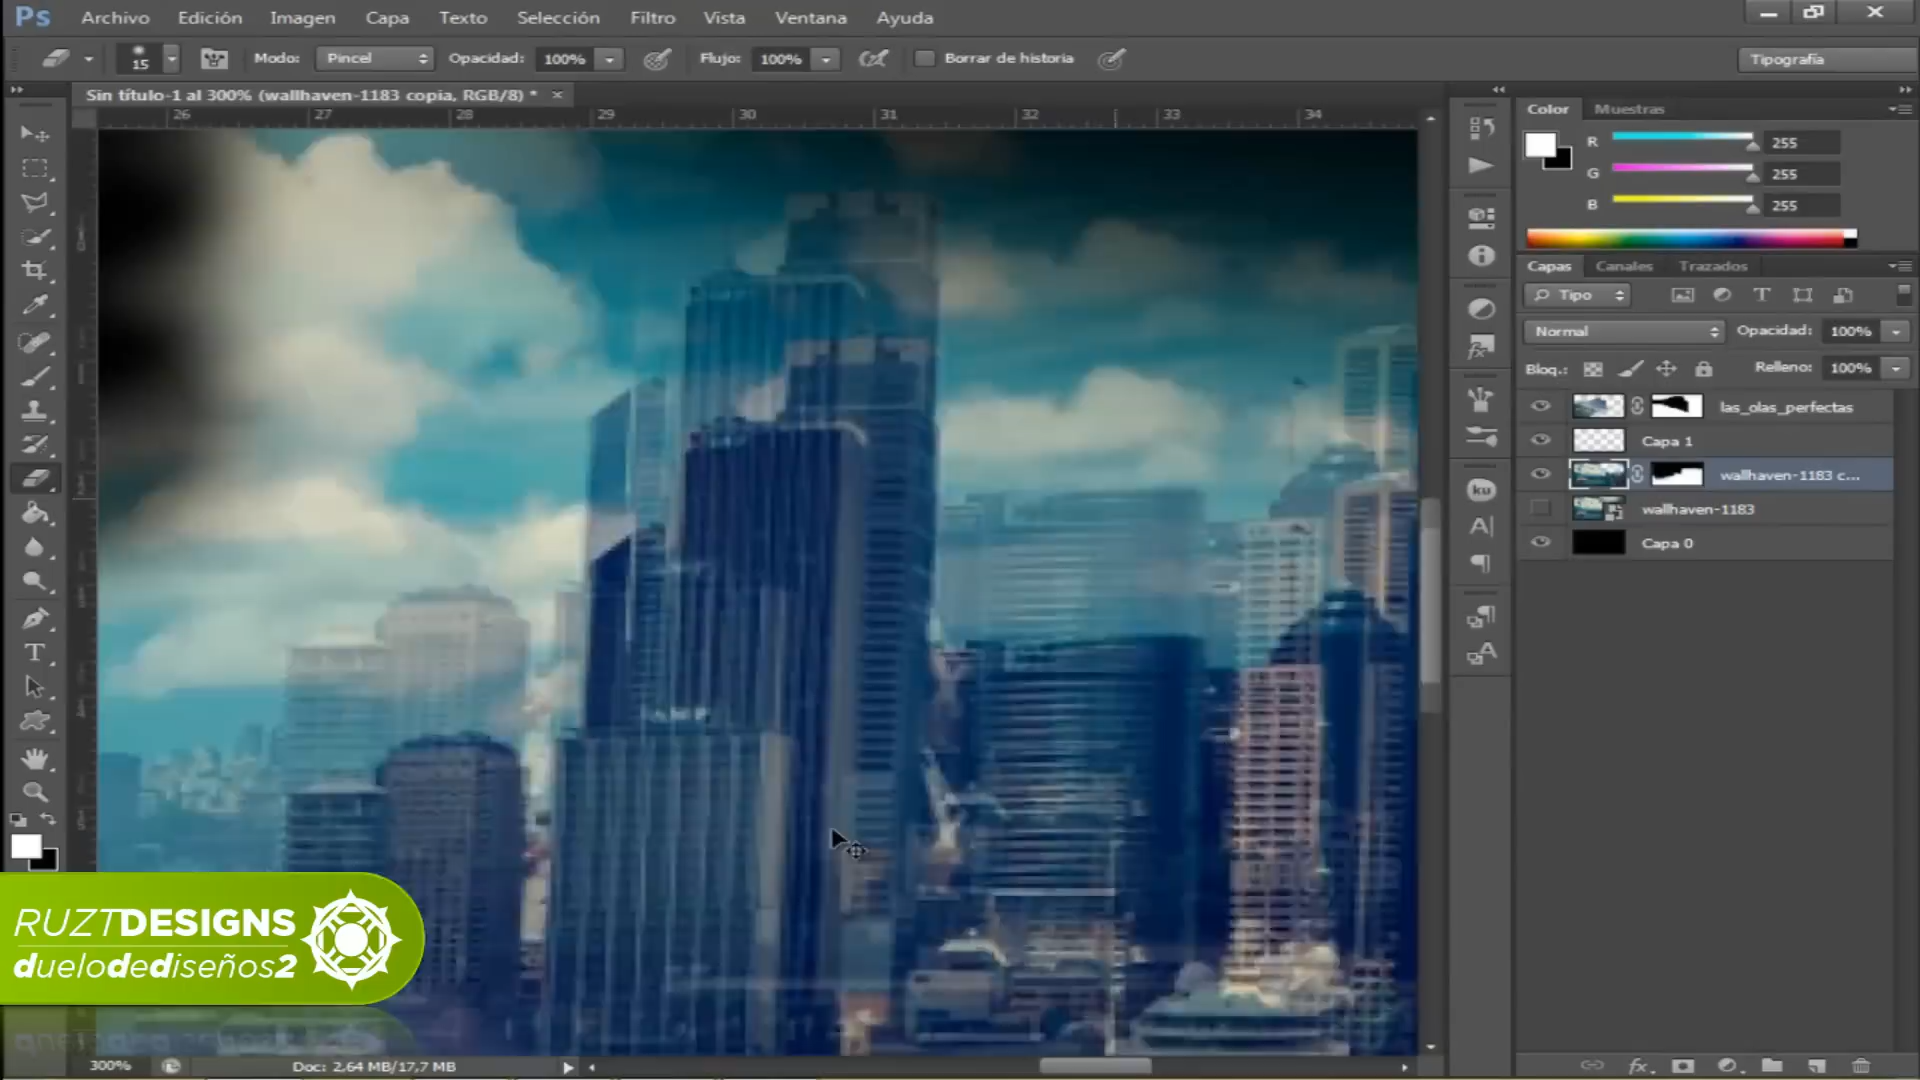 Ps Archivo Edición Imagen Capa Texto Selección Filtro Vista Ventana Ayuda
15 Modo: Pincel Opacidad: 100% Flujo: 100% Borrar de historia Tipografía
Sin título-1 al 300% (wallhaven-1183 copia, RGB/8) * ×
26 27 28 29 30 31 32 33 34
Color Muestras
R 255
G 255
B 255
Capas Canales Trazados
Tipo
Normal Opacidad: 100%
Bloq.: Relleno: 100%
las_olas_perfectas
Capa 1
wallhaven-1183 c...
wallhaven-1183
Capa 0
ku
RUZTDESIGNS
duelodediseños2
300% Doc: 2,64 MB/17,7 MB
fx